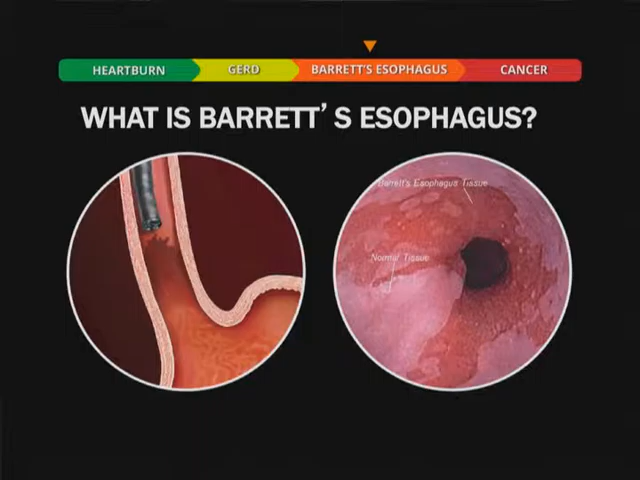 HEARTBURN GERD BARRETT'S ESOPHAGUS CANCER
WHAT IS BARRETT'S ESOPHAGUS?
Barrett's Esophagus Tissue
Normal Tissue